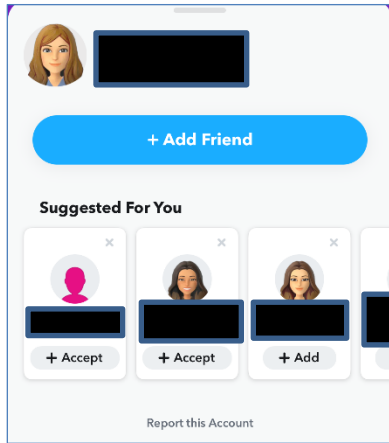 + Add Friend
Suggested For You
+ Accept
+ Accept
+ Add
Report this Account